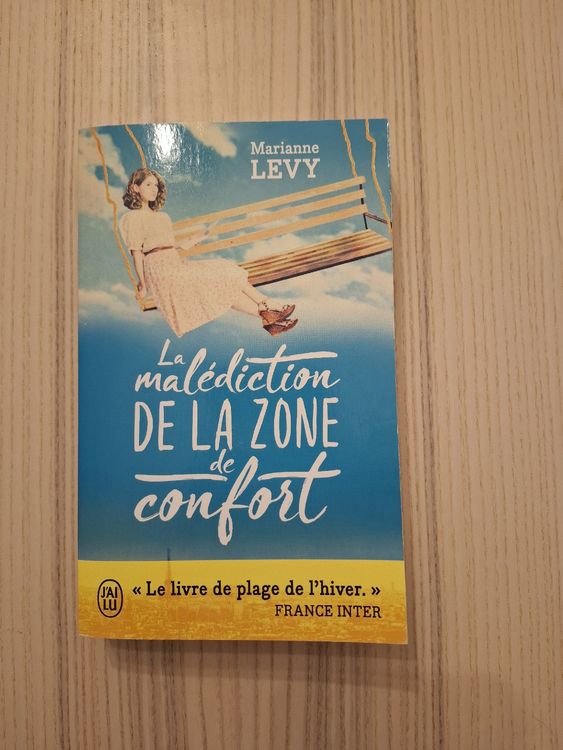 Marianne
LEVY
La
malédiction
DE LA ZONE
de
confort
J'AI
LU
« Le livre de plage de l'hiver. »
FRANCE INTER